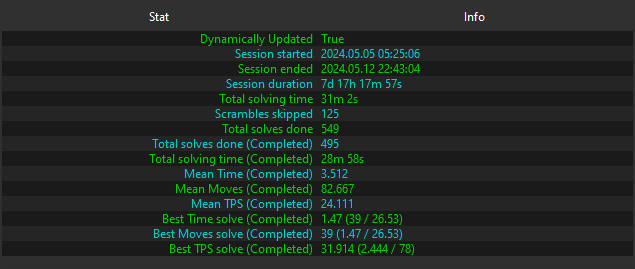 Stat Info
Dynamically Updated True
Session started 2024.05.05 05:25:06
Session ended 2024.05.12 22:43:04
Session duration 7d 17h 17m 57s
Total solving time 31m 2s
Scrambles skipped 125
Total solves done 549
Total solves done (Completed) 495
Total solving time (Completed) 28m 58s
Mean Time (Completed) 3.512
Mean Moves (Completed) 82.667
Mean TPS (Completed) 24.111
Best Time solve (Completed) 1.47 (39 / 26.53)
Best Moves solve (Completed) 39 (1.47 / 26.53)
Best TPS solve (Completed) 31.914 (2.444 / 78)